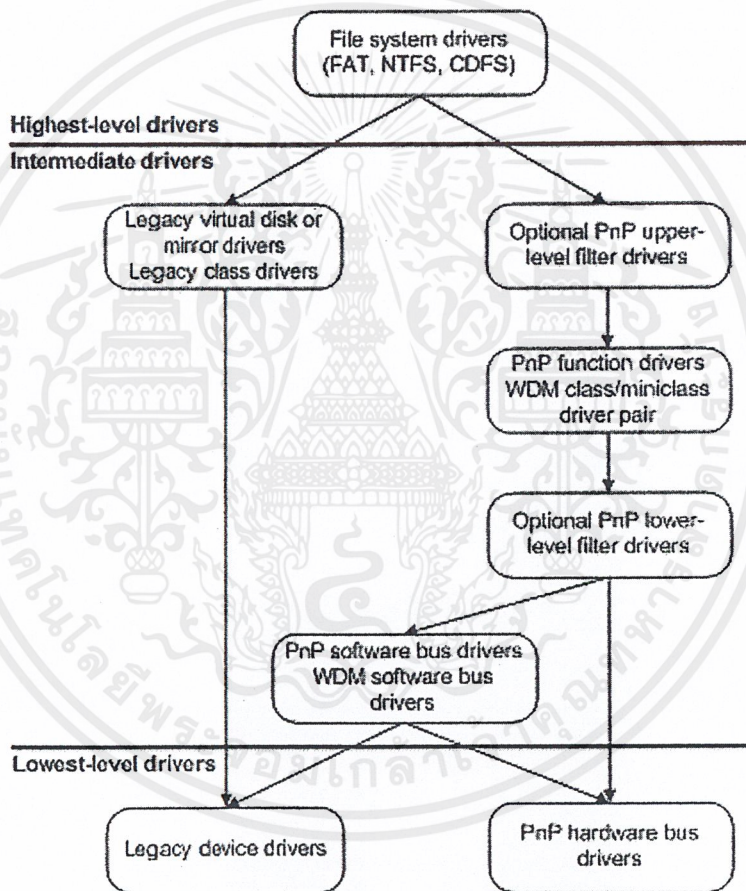 File system drivers
(FAT, NTFS, CDFS)
Highest-level drivers
Intermediate drivers
Legacy virtual disk or
mirror drivers
Legacy class drivers
Optional PnP upper-
level filter drivers
PnP function drivers
WDM class/miniclass
driver pair
Optional PnP lower-
level filter drivers
PnP software bus drivers
WDM software bus
drivers
Lowest-level drivers
Legacy device drivers
PnP hardware bus
drivers